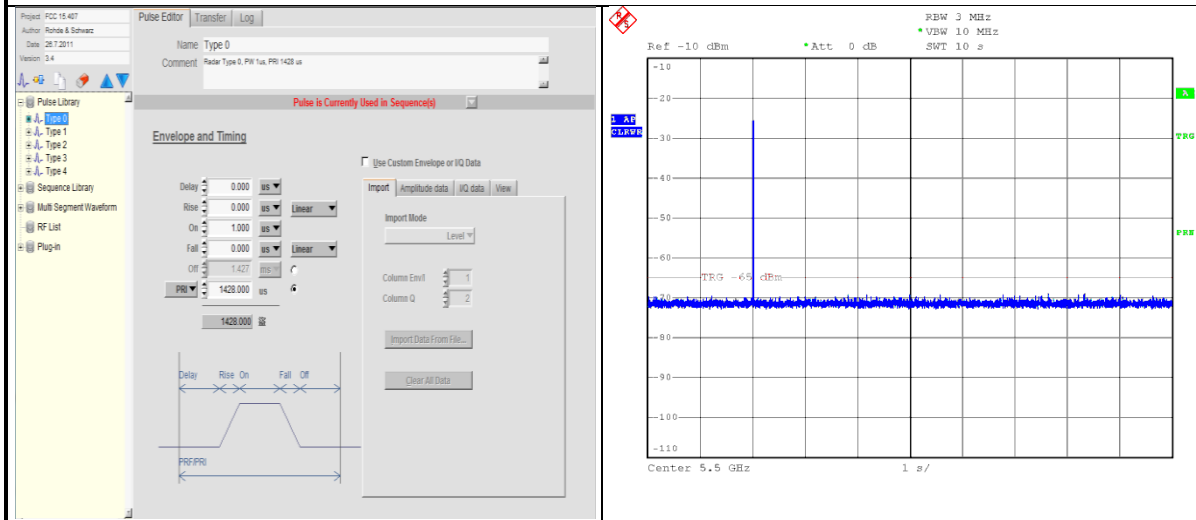 Project FCC 15.407
Author Rohde & Schwarz
Date 26.7.2011
Version 3.4
Pulse Library
Type 0
Type 1
Type 2
Type 3
Type 4
Sequence Library
Multi Segment Waveform
RF List
Plug-in
Pulse Editor Transfer Log
Name Type 0
Comment Radar Type 0, PW 1us, PRI 1428 us
Pulse is Currently Used in Sequence(s)
Envelope and Timing
Delay 0.000 us
Rise 0.000 us Linear
On 1.000 us
Fall 0.000 us Linear
Off 1.427 ms
PRI 1428.000 us
1428.000
Use Custom Envelope or I/Q Data
Import Amplitude data I/Q data View
Import Mode
Level
Column Env/I 1
Column Q 2
Import Data From File...
Clear All Data
Delay Rise On Fall Off
PRF/PRI
R S
RBW 3 MHz
*VBW 10 MHz
Ref -10 dBm *Att 0 dB SWT 10 s
-10
A
-20
1 AP
CLRWR
TRG
-30
-40
-50
-60
TRG -65 dBm
-70
-80
-90
-100
-110
Center 5.5 GHz 1 s/